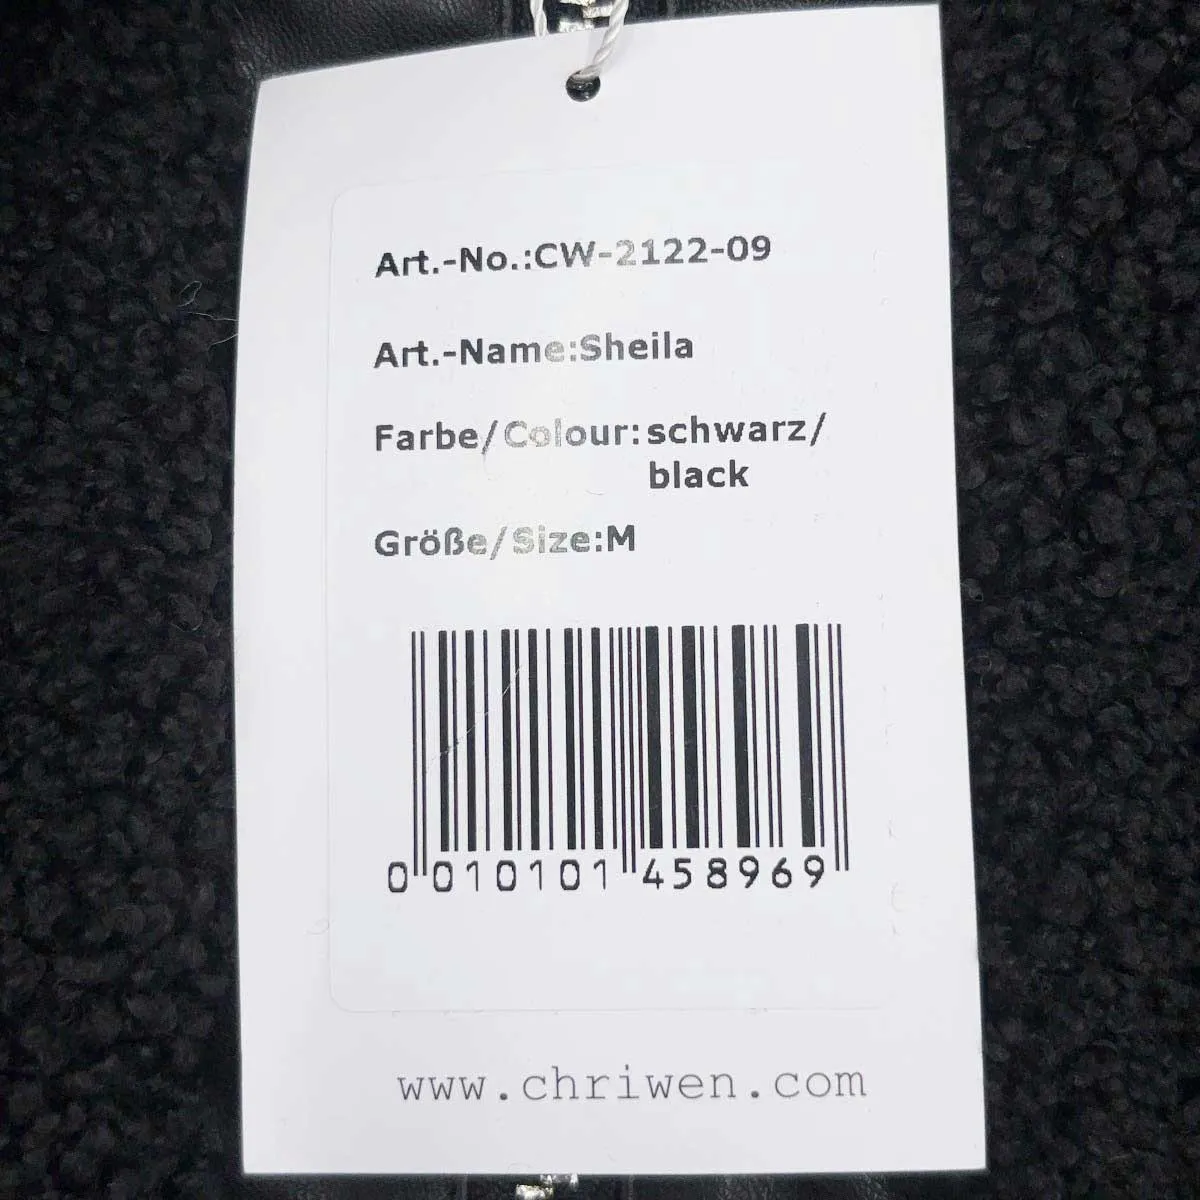 Art.-No.:CW-2122-09
Art.-Name:Sheila
Farbe/Colour:schwarz/
black
Größe/Size:M
0 010101 458969
www.chriwen.com